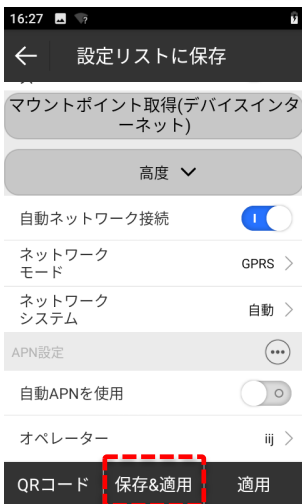 16:27
設定リストに保存
マウントポイント取得(デバイスインタ
ーネット)
高度
自動ネットワーク接続
ネットワーク
モード
GPRS
ネットワーク
システム
自動
APN設定
自動APNを使用
オペレーター
iij
QRコード
保存&適用
適用